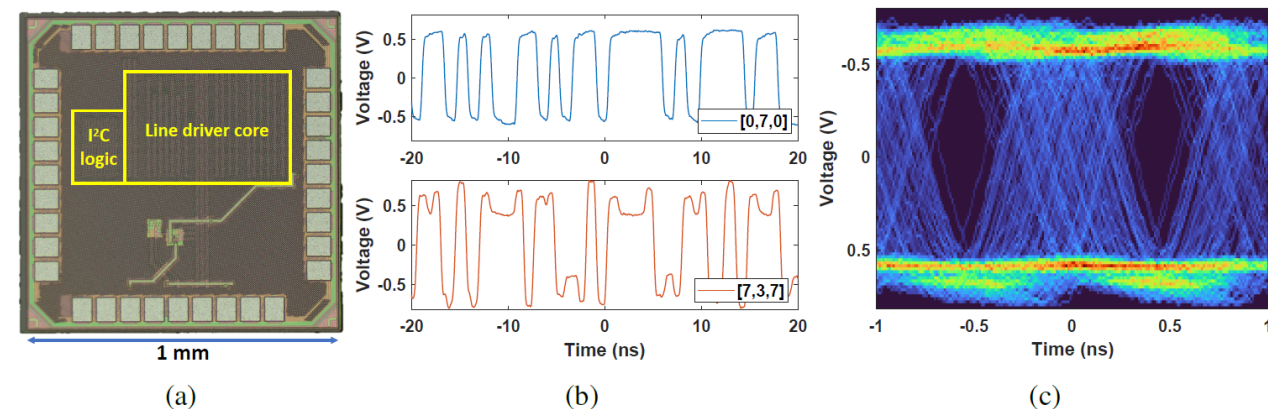 I²C
logic
Line driver core
1 mm
(a)
Voltage (V)
0.5
0
-0.5
[0,7,0]
-20
-10
0
10
20
Voltage (V)
0.5
0
-0.5
[7,3,7]
-20
-10
0
10
20
Time (ns)
(b)
Voltage (V)
-0.5
0
0.5
-1
-0.5
0
0.5
1
Time (ns)
(c)